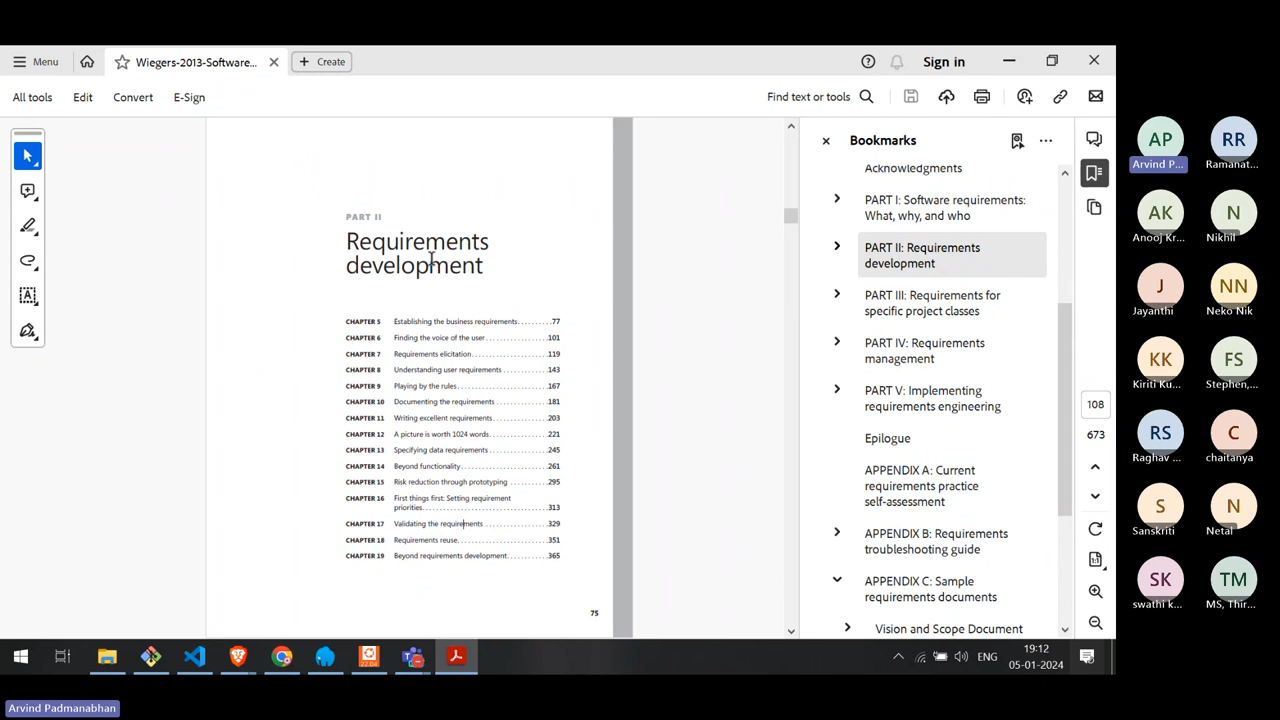 Menu
Wiegers-2013-Software...
Create
Sign in
All tools
Edit
Convert
E-Sign
Find text or tools
PART II
Requirements
development
CHAPTER 5 Establishing the business requirements..........77
CHAPTER 6 Finding the voice of the user....................101
CHAPTER 7 Requirements elicitation........................119
CHAPTER 8 Understanding user requirements................143
CHAPTER 9 Playing by the rules............................167
CHAPTER 10 Documenting the requirements..................181
CHAPTER 11 Writing excellent requirements..................203
CHAPTER 12 A picture is worth 1024 words...................221
CHAPTER 13 Specifying data requirements...................245
CHAPTER 14 Beyond functionality...........................261
CHAPTER 15 Risk reduction through prototyping..............295
CHAPTER 16 First things first: Setting requirement
priorities..........................................313
CHAPTER 17 Validating the requirements....................329
CHAPTER 18 Requirements reuse............................351
CHAPTER 19 Beyond requirements development...............365
75
Bookmarks
Acknowledgments
PART I: Software requirements:
What, why, and who
PART II: Requirements
development
PART III: Requirements for
specific project classes
PART IV: Requirements
management
PART V: Implementing
requirements engineering
Epilogue
APPENDIX A: Current
requirements practice
self-assessment
APPENDIX B: Requirements
troubleshooting guide
APPENDIX C: Sample
requirements documents
Vision and Scope Document
108
673
1:1
22.04
ENG
19:12
05-01-2024
AP
Arvind P...
RR
Ramanat...
AK
Anooj Kr...
N
Nikhil
J
Jayanthi
NN
Neko Nik
KK
Kiriti Ku...
FS
Stephen,...
RS
Raghav ...
C
chaitanya
S
Sanskriti
N
Netal
SK
swathi k...
TM
MS, Thir...
Arvind Padmanabhan